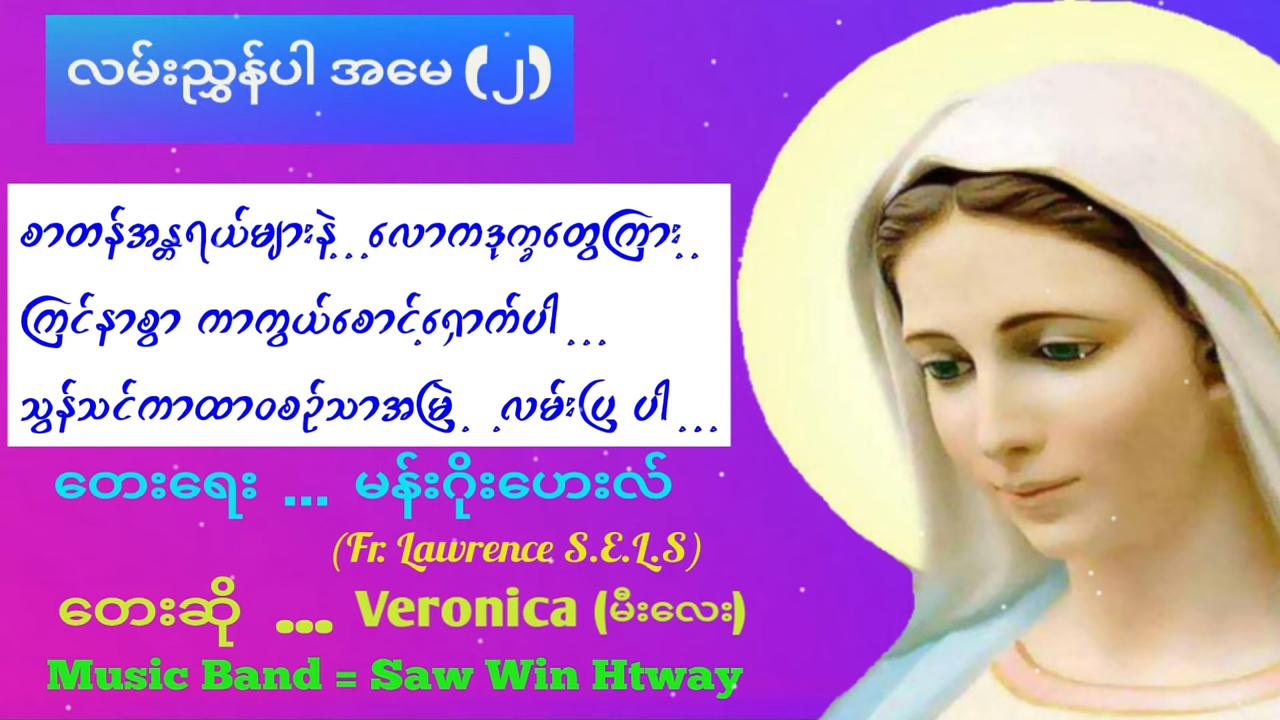 လမ်းညွှန်ပါ အမေ (၂)
စာတန်အန္တရယ်များနဲ့...လောကဒုက္ခတွေကြား..
ကြင်နာစွာ ကာကွယ်စောင့်ရှောက်ပါ ...
သွန်သင်ကာထာဝစဉ်သာအမြဲ. .လမ်းပြ ပါ ...
တေးရေး ... မန်းဂိုးဟေးလ်
(Fr. Lawrence S.E.L.S)
တေးဆို ... Veronica (မီးလေး)
Music Band = Saw Win Htway